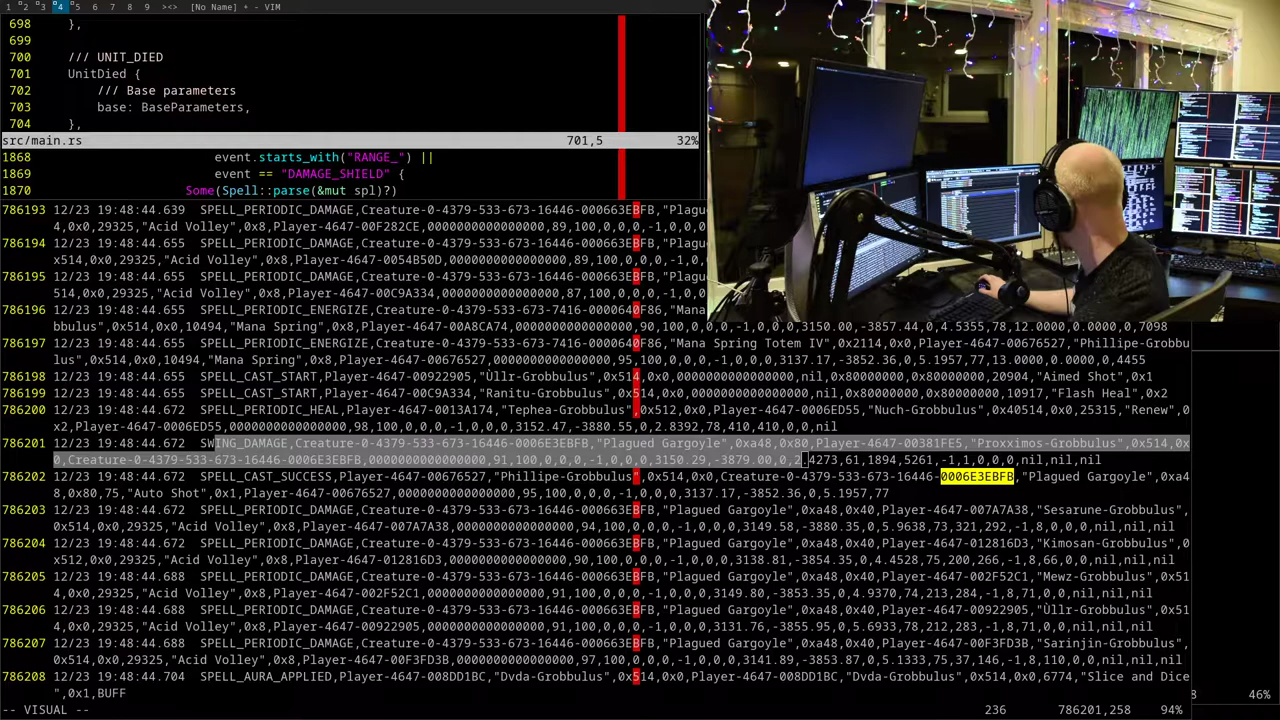 1 2 3 4 5 6 7 8 9 ><> [No Name] + - VIM
698 },
699
700 /// UNIT_DIED
701 UnitDied {
702 /// Base parameters
703 base: BaseParameters,
704 },
src/main.rs 701,5 32%
1868 event.starts_with("RANGE_") ||
1869 event == "DAMAGE_SHIELD" {
1870 Some(Spell::parse(&mut spl)?)
786193 12/23 19:48:44.639 SPELL_PERIODIC_DAMAGE,Creature-0-4379-533-673-16446-000663EBFB,"Plagu
4,0x0,29325,"Acid Volley",0x8,Player-4647-00F282CE,0000000000000000,89,100,0,0,0,-1,0,0,
786194 12/23 19:48:44.655 SPELL_PERIODIC_DAMAGE,Creature-0-4379-533-673-16446-000663EBFB,"Plagu
x514,0x0,29325,"Acid Volley",0x8,Player-4647-0054B50D,0000000000000000,89,100,0,0,0,-1,0
786195 12/23 19:48:44.655 SPELL_PERIODIC_DAMAGE,Creature-0-4379-533-673-16446-000663EBFB,"Plagu
514,0x0,29325,"Acid Volley",0x8,Player-4647-00C9A334,0000000000000000,87,100,0,0,0,-1,0,
786196 12/23 19:48:44.655 SPELL_PERIODIC_ENERGIZE,Creature-0-4379-533-673-7416-0000640F86,"Mana
bbulus",0x514,0x0,10494,"Mana Spring",0x8,Player-4647-00A8CA74,0000000000000000,90,100,0,0,0,-1,0,0,0,3150.00,-3857.44,0,4.5355,78,12.0000,0.0000,0,7098
786197 12/23 19:48:44.655 SPELL_PERIODIC_ENERGIZE,Creature-0-4379-533-673-7416-0000640F86,"Mana Spring Totem IV",0x2114,0x0,Player-4647-00676527,"Phillipe-Grobbu
lus",0x514,0x0,10494,"Mana Spring",0x8,Player-4647-00676527,0000000000000000,95,100,0,0,0,-1,0,0,0,3137.17,-3852.36,0,5.1957,77,13.0000,0.0000,0,4455
786198 12/23 19:48:44.655 SPELL_CAST_START,Player-4647-00922905,"Ùllr-Grobbulus",0x514,0x0,0000000000000000,nil,0x80000000,0x80000000,20904,"Aimed Shot",0x1
786199 12/23 19:48:44.655 SPELL_CAST_START,Player-4647-00C9A334,"Ranitu-Grobbulus",0x514,0x0,0000000000000000,nil,0x80000000,0x80000000,10917,"Flash Heal",0x2
786200 12/23 19:48:44.672 SPELL_PERIODIC_HEAL,Player-4647-0013A174,"Tephea-Grobbulus",0x512,0x0,Player-4647-0006ED55,"Nuch-Grobbulus",0x40514,0x0,25315,"Renew",0
x2,Player-4647-0006ED55,0000000000000000,98,100,0,0,0,-1,0,0,0,3152.47,-3880.55,0,2.8392,78,410,410,0,0,nil
786201 12/23 19:48:44.672 SWING_DAMAGE,Creature-0-4379-533-673-16446-0006E3EBFB,"Plagued Gargoyle",0xa48,0x80,Player-4647-00381FE5,"Proxximos-Grobbulus",0x514,0x
0,Creature-0-4379-533-673-16446-0006E3EBFB,0000000000000000,91,100,0,0,0,-1,0,0,0,3150.29,-3879.00,0,2.4273,61,1894,5261,-1,1,0,0,0,nil,nil,nil
786202 12/23 19:48:44.672 SPELL_CAST_SUCCESS,Player-4647-00676527,"Phillipe-Grobbulus",0x514,0x0,Creature-0-4379-533-673-16446-0006E3EBFB,"Plagued Gargoyle",0xa4
8,0x80,75,"Auto Shot",0x1,Player-4647-00676527,0000000000000000,95,100,0,0,0,-1,0,0,0,3137.17,-3852.36,0,5.1957,77
786203 12/23 19:48:44.672 SPELL_PERIODIC_DAMAGE,Creature-0-4379-533-673-16446-000663EBFB,"Plagued Gargoyle",0xa48,0x40,Player-4647-007A7A38,"Sesarune-Grobbulus",
0x514,0x0,29325,"Acid Volley",0x8,Player-4647-007A7A38,0000000000000000,94,100,0,0,0,-1,0,0,0,3149.58,-3880.35,0,5.9638,73,321,292,-1,8,0,0,0,nil,nil,nil
786204 12/23 19:48:44.672 SPELL_PERIODIC_DAMAGE,Creature-0-4379-533-673-16446-000663EBFB,"Plagued Gargoyle",0xa48,0x40,Player-4647-012816D3,"Kimosan-Grobbulus",0
x512,0x0,29325,"Acid Volley",0x8,Player-4647-012816D3,0000000000000000,90,100,0,0,0,-1,0,0,0,3138.81,-3854.35,0,4.4528,75,200,266,-1,8,66,0,0,nil,nil,nil
786205 12/23 19:48:44.688 SPELL_PERIODIC_DAMAGE,Creature-0-4379-533-673-16446-000663EBFB,"Plagued Gargoyle",0xa48,0x40,Player-4647-002F52C1,"Mewz-Grobbulus",0x51
4,0x0,29325,"Acid Volley",0x8,Player-4647-002F52C1,0000000000000000,91,100,0,0,0,-1,0,0,0,3149.80,-3853.35,0,4.9370,74,213,284,-1,8,71,0,0,nil,nil,nil
786206 12/23 19:48:44.688 SPELL_PERIODIC_DAMAGE,Creature-0-4379-533-673-16446-000663EBFB,"Plagued Gargoyle",0xa48,0x40,Player-4647-00922905,"Ùllr-Grobbulus",0x51
4,0x0,29325,"Acid Volley",0x8,Player-4647-00922905,0000000000000000,91,100,0,0,0,-1,0,0,0,3131.76,-3855.95,0,5.6933,78,212,283,-1,8,71,0,0,nil,nil,nil
786207 12/23 19:48:44.688 SPELL_PERIODIC_DAMAGE,Creature-0-4379-533-673-16446-000663EBFB,"Plagued Gargoyle",0xa48,0x40,Player-4647-00F3FD3B,"Sarinjin-Grobbulus",
0x514,0x0,29325,"Acid Volley",0x8,Player-4647-00F3FD3B,0000000000000000,97,100,0,0,0,-1,0,0,0,3141.89,-3853.87,0,5.1333,75,37,146,-1,8,110,0,0,nil,nil,nil
786208 12/23 19:48:44.704 SPELL_AURA_APPLIED,Player-4647-008DD1BC,"Dvda-Grobbulus",0x514,0x0,Player-4647-008DD1BC,"Dvda-Grobbulus",0x514,0x0,6774,"Slice and Dice
",0x1,BUFF
8 46%
-- VISUAL -- 236 786201,258 94%